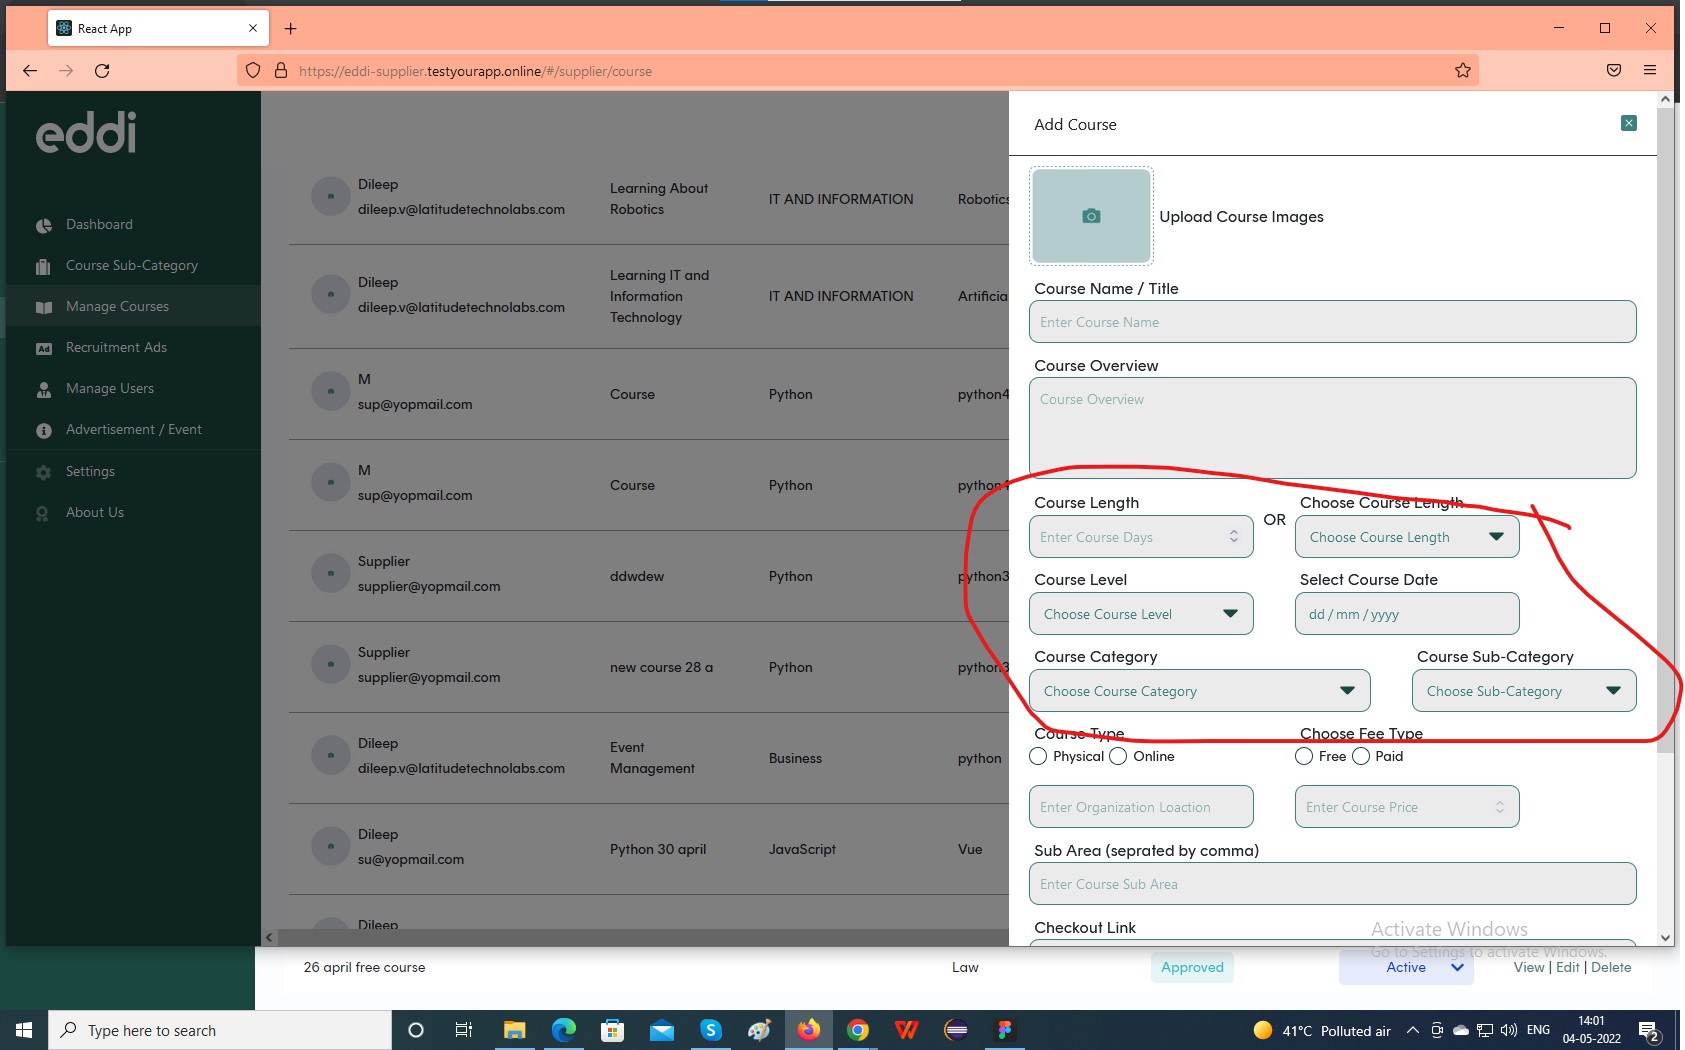 React App
https://eddi-supplier.testyourapp.online/#/supplier/course
eddi
Dashboard
Course Sub-Category
Manage Courses
Recruitment Ads
Manage Users
Advertisement / Event
Settings
About Us
Dileep
dileep.v@latitudetechnolabs.com
Learning About
Robotics
IT AND INFORMATION
Robotics
Dileep
dileep.v@latitudetechnolabs.com
Learning IT and
Information
Technology
IT AND INFORMATION
Artificia
M
sup@yopmail.com
Course
Python
python4
M
sup@yopmail.com
Course
Python
python4
Supplier
supplier@yopmail.com
ddwdew
Python
python3
Supplier
supplier@yopmail.com
new course 28 a
Python
python3
Dileep
dileep.v@latitudetechnolabs.com
Event
Management
Business
python
Dileep
su@yopmail.com
Python 30 april
JavaScript
Vue
Dileep
Add Course
Upload Course Images
Course Name / Title
Enter Course Name
Course Overview
Course Overview
Course Length
Enter Course Days
OR
Choose Course Length
Choose Course Length
Course Level
Choose Course Level
Select Course Date
dd / mm / yyyy
Course Category
Choose Course Category
Course Sub-Category
Choose Sub-Category
Course Type
Physical Online
Choose Fee Type
Free Paid
Enter Organization Loaction
Enter Course Price
Sub Area (seprated by comma)
Enter Course Sub Area
Checkout Link
Activate Windows
Go to Settings to activate Windows.
26 april free course Law Approved Active View | Edit | Delete
Type here to search
41°C Polluted air
ENG
14:01
04-05-2022
2